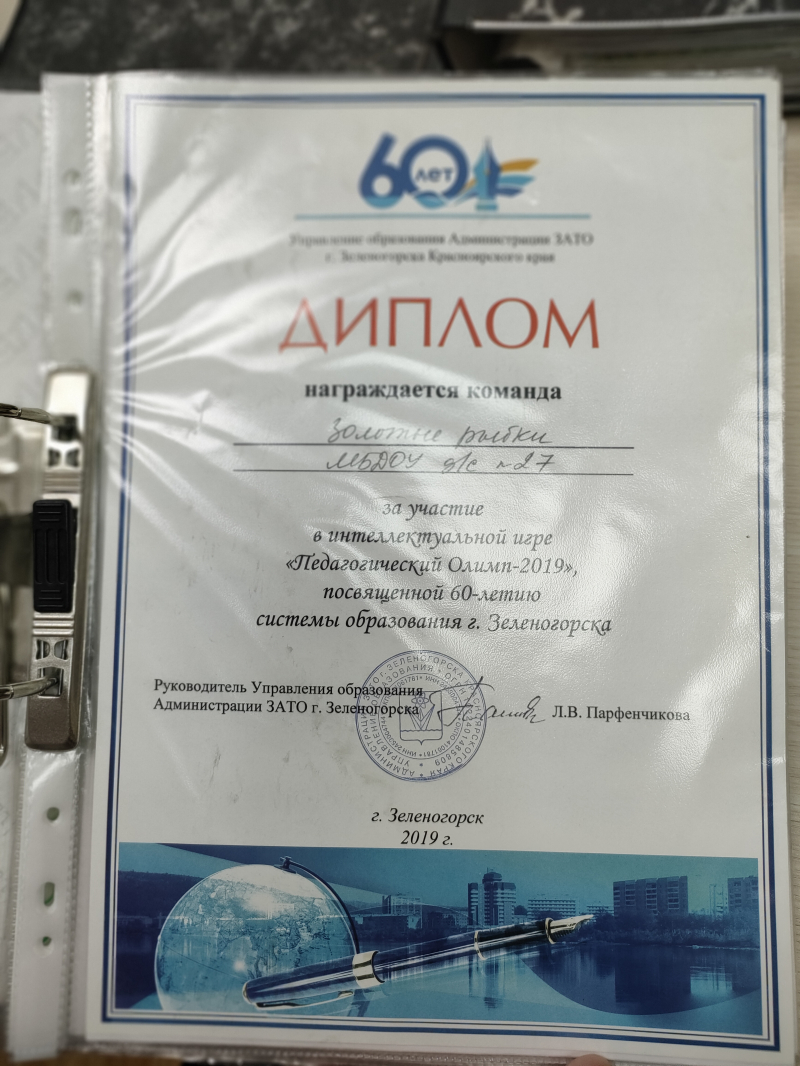 60 лет
Управление образования Администрации ЗАТО
г. Зеленогорска Красноярского края
ДИПЛОМ
награждается команда
Золотые рыбки
МБДОУ д/с №27
за участие
в интеллектуальной игре
«Педагогический Олимп-2019»,
посвященной 60-летию
системы образования г. Зеленогорска
Руководитель Управления образования
Администрации ЗАТО г. Зеленогорска
Л.В. Парфенчикова
г. Зеленогорск
2019 г.